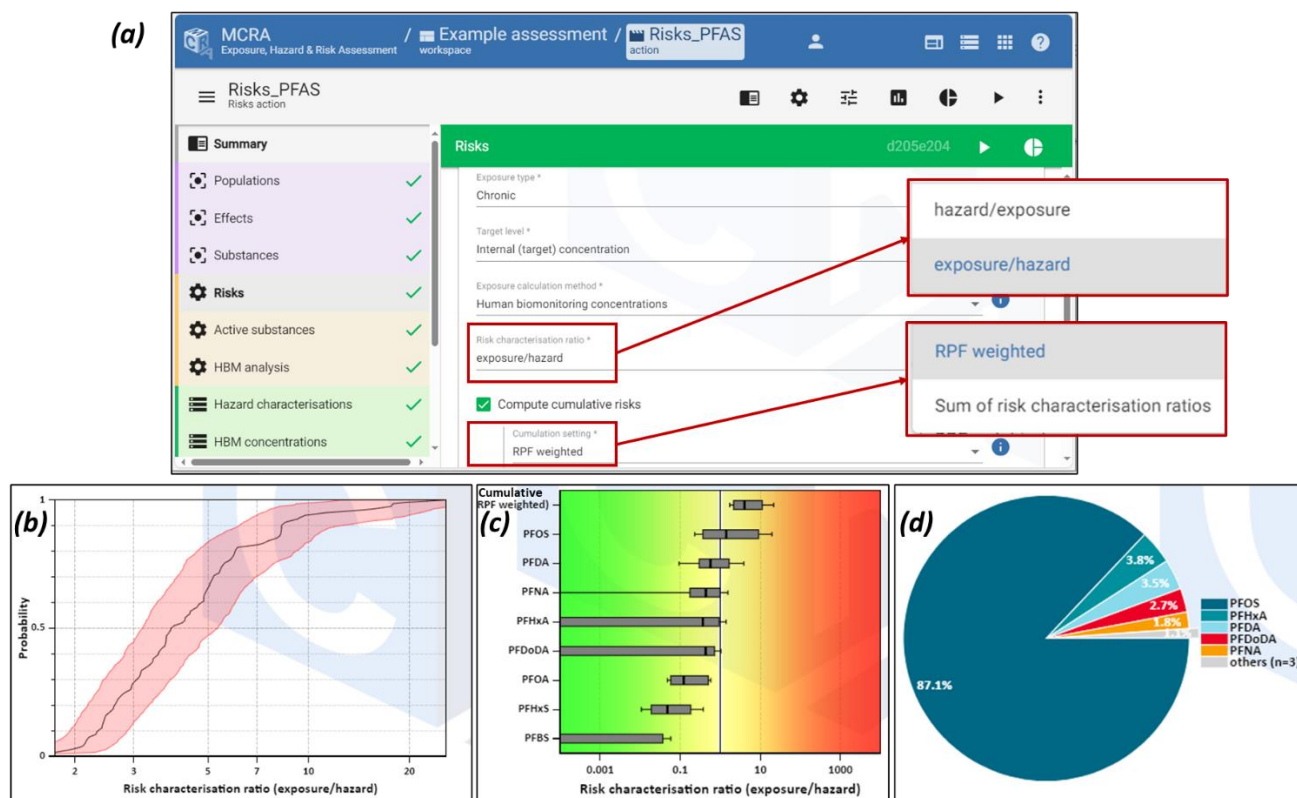 (a)
MCRA
Exposure, Hazard & Risk Assessment
/ Example assessment
workspace
/ Risks_PFAS
action
Risks_PFAS
Risks action
Summary
Populations
Effects
Substances
Risks
Active substances
HBM analysis
Hazard characterisations
HBM concentrations
Risks
d205e204
Exposure type *
Chronic
Target level *
Internal (target) concentration
Exposure calculation method *
Human biomonitoring concentrations
Risk characterisation ratio *
exposure/hazard
Compute cumulative risks
Cumulation setting *
RPF weighted
hazard/exposure
exposure/hazard
RPF weighted
Sum of risk characterisation ratios
(b)
Probability
1
0.5
0
2 3 5 7 10 20
Risk characterisation ratio (exposure/hazard)
(c)
Cumulative
RPF weighted)
PFOS
PFDA
PFNA
PFHxA
PFDoDA
PFOA
PFHxS
PFBS
0.001 0.1 10 1000
Risk characterisation ratio (exposure/hazard)
(d)
3.8%
3.5%
2.7%
1.8%
87.1%
PFOS
PFHxA
PFDA
PFDoDA
PFNA
others (n=3)